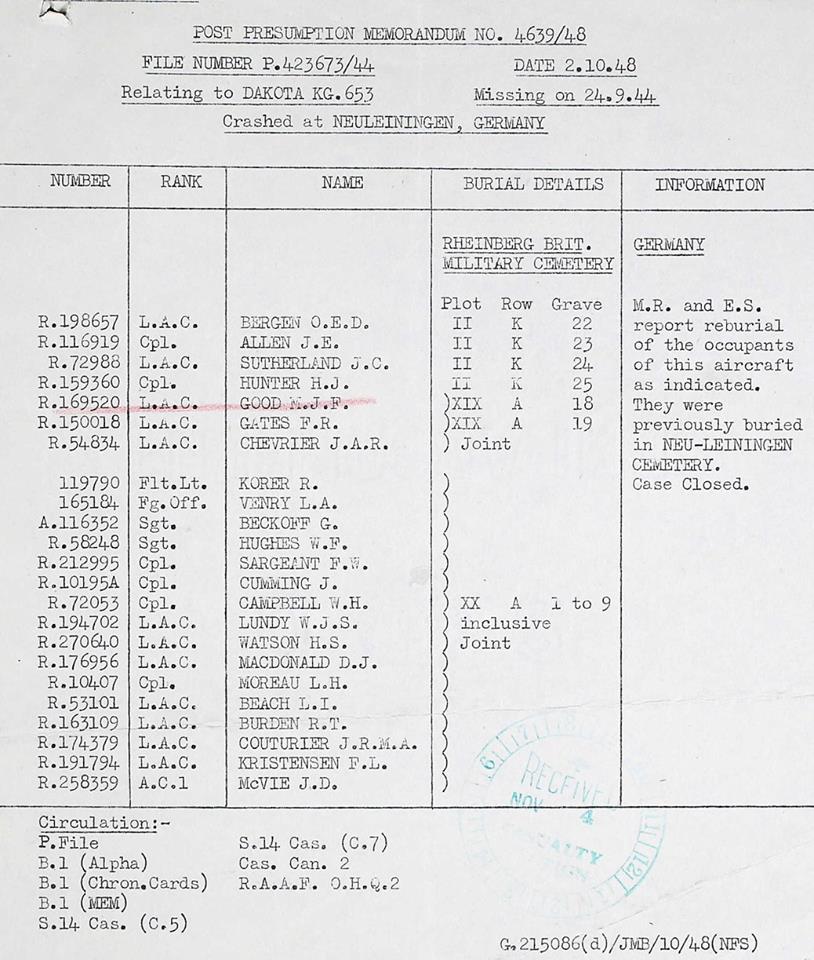 POST PRESUMPTION MEMORANDUM NO. 4639/48
FILE NUMBER P.423673/44 DATE 2.10.48
Relating to DAKOTA KG.653 Missing on 24.9.44
Crashed at NEULEININGEN, GERMANY
NUMBER RANK NAME BURIAL DETAILS INFORMATION
RHEINBERG BRIT. GERMANY
MILITARY CEMETERY
Plot Row Grave M.R. and E.S.
R.198657 L.A.C. BERGEN O.E.D. II K 22 report reburial
R.116919 Cpl. ALLEN J.E. II K 23 of the occupants
R.72988 L.A.C. SUTHERLAND J.C. II K 24 of this aircraft
R.159360 Cpl. HUNTER H.J. II K 25 as indicated.
R.169520 L.A.C. GOOD M.J.F. )XIX A 18 They were
R.150018 L.A.C. GATES F.R. )XIX A 19 previously buried
R.54834 L.A.C. CHEVRIER J.A.R. ) Joint in NEU-LEININGEN
CEMETERY.
119790 Flt.Lt. KORER R. ) Case Closed.
165184 Fg.Off. VENRY L.A. )
A.116352 Sgt. BECKOFF G. )
R.58248 Sgt. HUGHES W.F. )
R.212995 Cpl. SARGEANT F.W. )
R.10195A Cpl. CUMMING J. )
R.72053 Cpl. CAMPBELL W.H. ) XX A 1 to 9
R.194702 L.A.C. LUNDY W.J.S. ) inclusive
R.270640 L.A.C. WATSON H.S. ) Joint
R.176956 L.A.C. MACDONALD D.J. )
R.10407 Cpl. MOREAU L.H. )
R.53101 L.A.C. BEACH L.I. )
R.163109 L.A.C. BURDEN R.T. )
R.174379 L.A.C. COUTURIER J.R.M.A. )
R.191794 L.A.C. KRISTENSEN F.L. )
R.258359 A.C.1 McVIE J.D. )
RECEIVED
NOV 4
Circulation:-
P.File S.14 Cas. (C.7)
B.1 (Alpha) Cas. Can. 2
B.1 (Chron.Cards) R.A.A.F. O.H.Q.2
B.1 (MEM)
S.14 Cas. (C.5)
G.215086(d)/JMB/10/48(NFS)